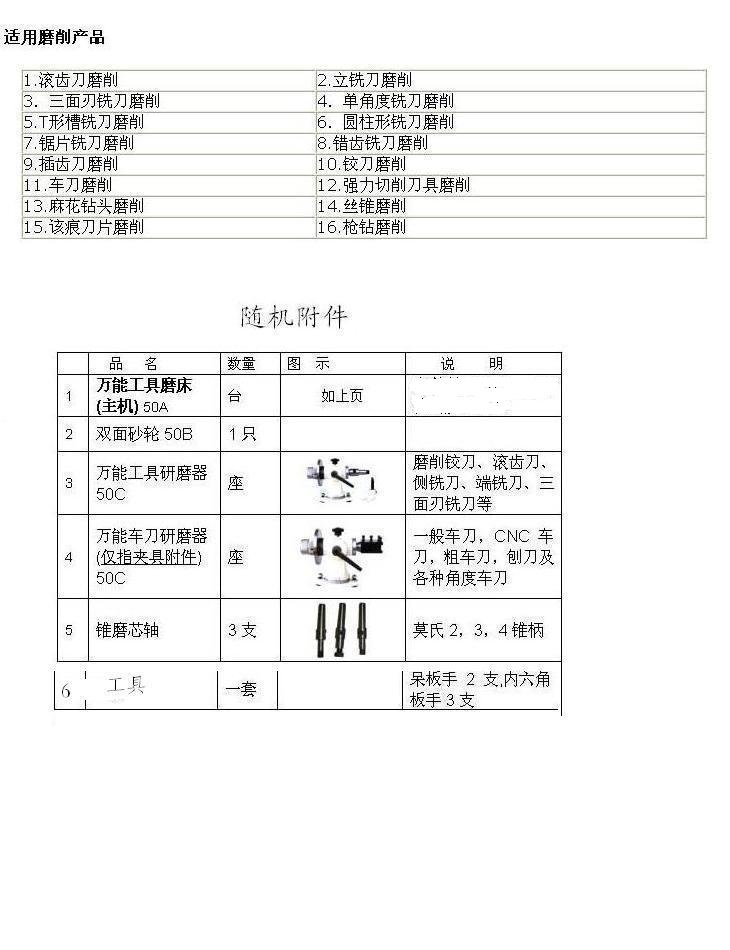 适用磨削产品
1.滚齿刀磨削 2.立铣刀磨削
3. 三面刃铣刀磨削 4. 单角度铣刀磨削
5.T形槽铣刀磨削 6. 圆柱形铣刀磨削
7.锯片铣刀磨削 8.错齿铣刀磨削
9.插齿刀磨削 10.铰刀磨削
11.车刀磨削 12.强力切削刀具磨削
13.麻花钻头磨削 14.丝锥磨削
15.该痕刀片磨削 16.枪钻磨削
随机附件
品 名 数量 图 示 说 明
1 万能工具磨床
(主机) 50A 台 如上页
2 双面砂轮 50B 1 只
3 万能工具研磨器
50C 座 磨削铰刀、滚齿刀、
侧铣刀、端铣刀、三
面刃铣刀等
4 万能车刀研磨器
(仅指夹具附件)
50C 座 一般车刀，CNC 车
刀，粗车刀，刨刀及
各种角度车刀
5 锥磨芯轴 3 支 莫氏 2，3，4 锥柄
6 工具 一套 呆板手 2 支,内六角
板手 3 支